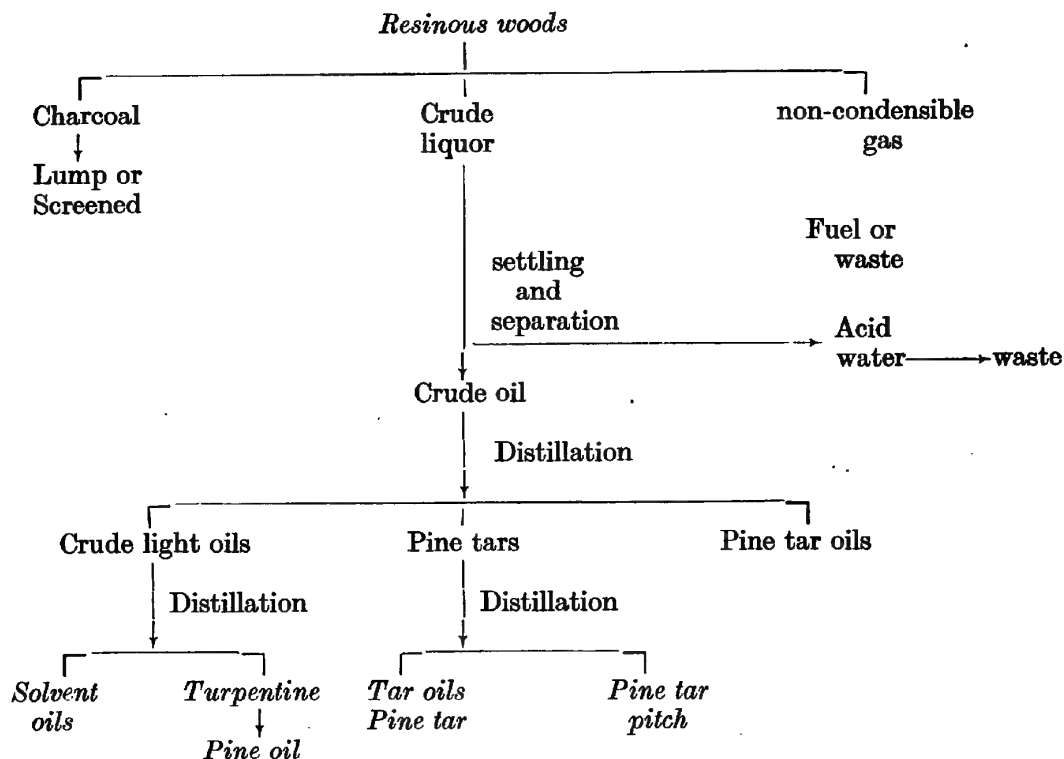 Resinous woods
Charcoal
Crude
liquor
non-condensible
gas
Lump or
Screened
Fuel or
waste
settling
and
separation
Acid
water
waste
Crude oil
Distillation
Crude light oils
Pine tars
Pine tar oils
Distillation
Distillation
Solvent
oils
Turpentine
Pine oil
Tar oils
Pine tar
Pine tar
pitch